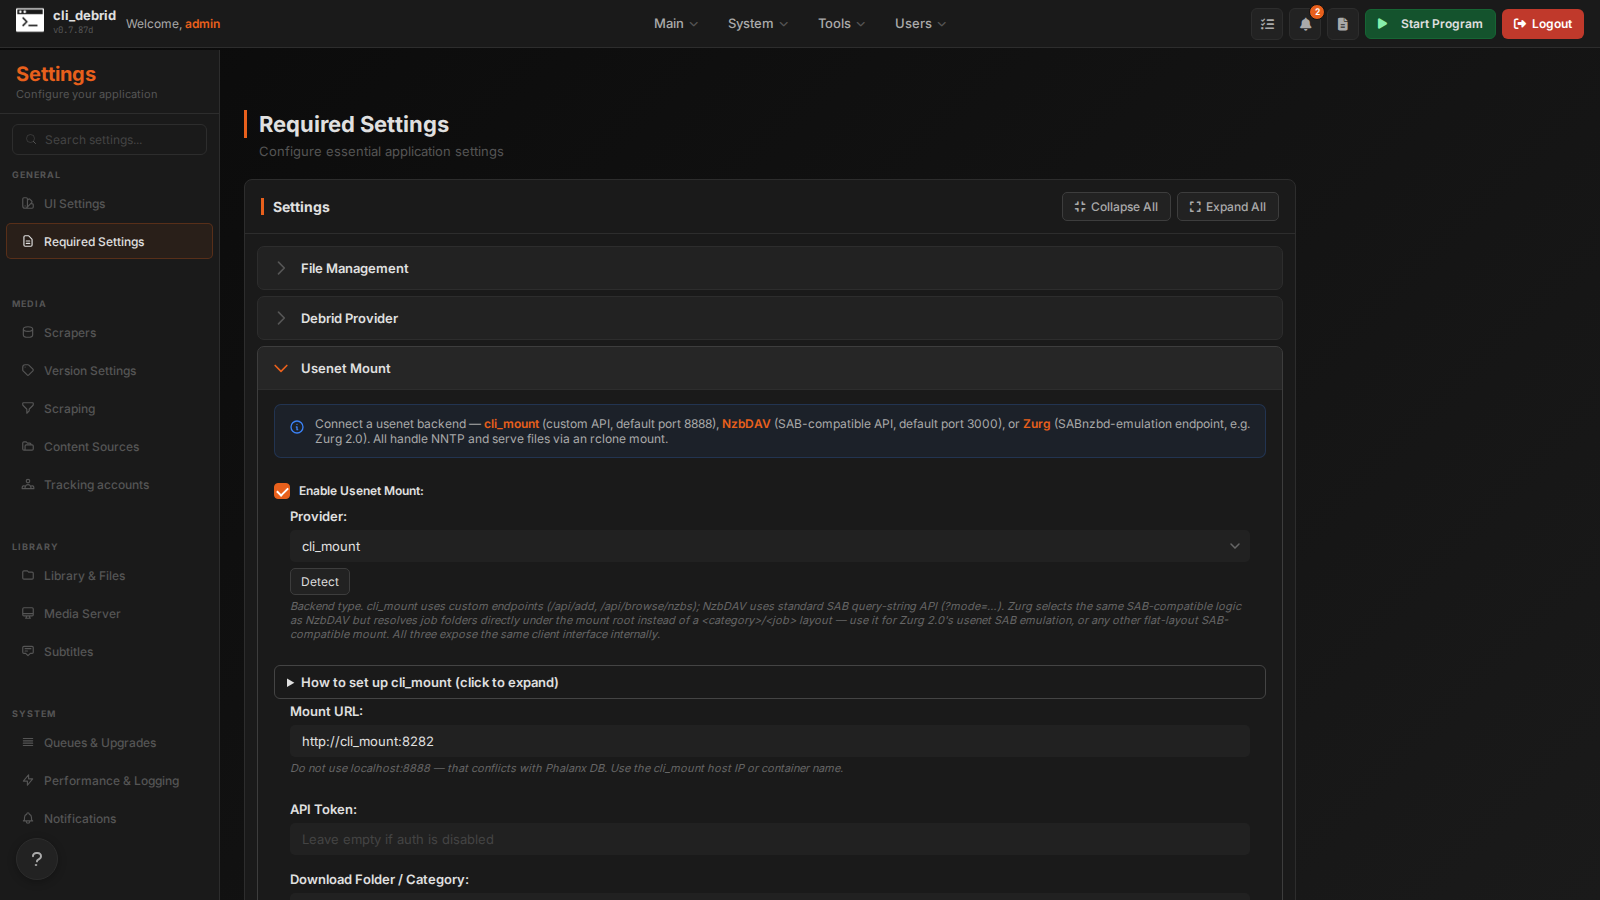 cli_debrid
v0.7.87d
Welcome, admin
Main
System
Tools
Users
2
Start Program
Logout
Settings
Configure your application
Search settings...
GENERAL
UI Settings
Required Settings
MEDIA
Scrapers
Version Settings
Scraping
Content Sources
Tracking accounts
LIBRARY
Library & Files
Media Server
Subtitles
SYSTEM
Queues & Upgrades
Performance & Logging
Notifications
?
Required Settings
Configure essential application settings
Settings
Collapse All
Expand All
File Management
Debrid Provider
Usenet Mount
Connect a usenet backend — cli_mount (custom API, default port 8888), NzbDAV (SAB-compatible API, default port 3000), or Zurg (SABnzbd-emulation endpoint, e.g.
Zurg 2.0). All handle NNTP and serve files via an rclone mount.
Enable Usenet Mount:
Provider:
cli_mount
Detect
Backend type. cli_mount uses custom endpoints (/api/add, /api/browse/nzbs); NzbDAV uses standard SAB query-string API (?mode=...). Zurg selects the same SAB-compatible logic
as NzbDAV but resolves job folders directly under the mount root instead of a <category>/<job> layout — use it for Zurg 2.0's usenet SAB emulation, or any other flat-layout SAB-
compatible mount. All three expose the same client interface internally.
How to set up cli_mount (click to expand)
Mount URL:
http://cli_mount:8282
Do not use localhost:8888 — that conflicts with Phalanx DB. Use the cli_mount host IP or container name.
API Token:
Leave empty if auth is disabled
Download Folder / Category: